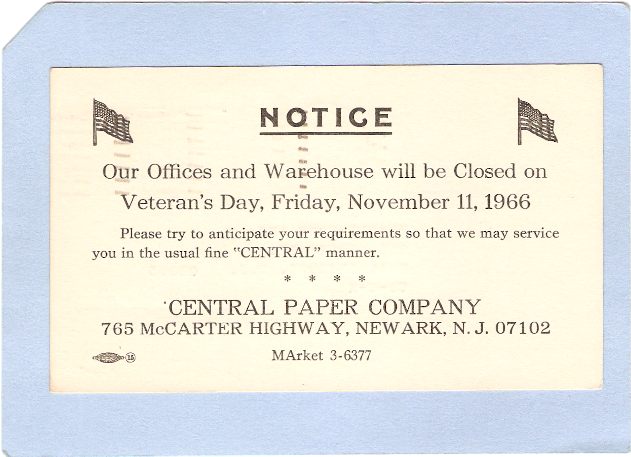 NOTICE
Our Offices and Warehouse will be Closed on
Veteran's Day, Friday, November 11, 1966
Please try to anticipate your requirements so that we may service
you in the usual fine "CENTRAL" manner.
* * * *
CENTRAL PAPER COMPANY
765 McCARTER HIGHWAY, NEWARK, N. J. 07102
MArket 3-6377